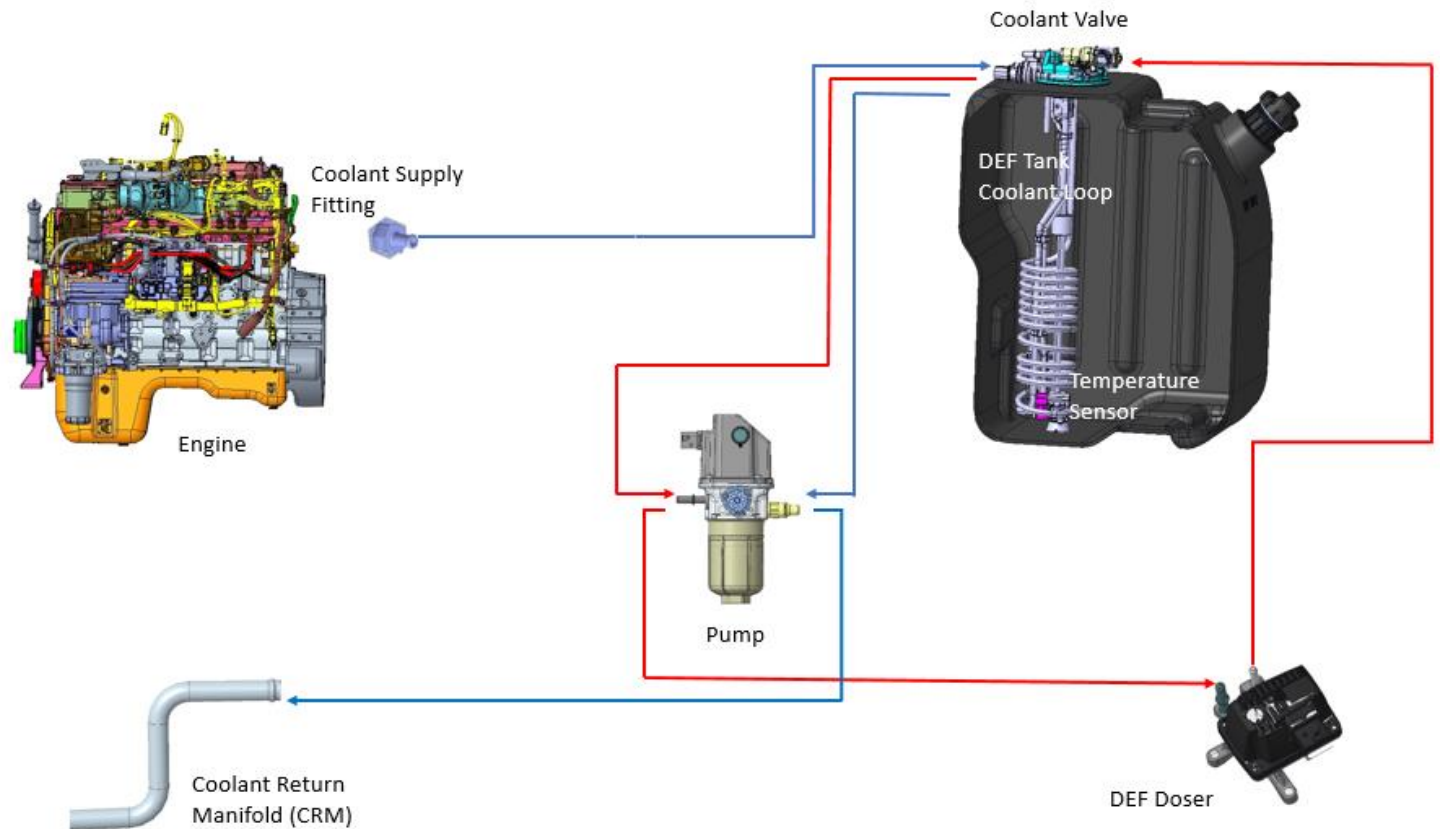 Coolant Valve
Coolant Supply
Fitting
DEF Tank
Coolant Loop
Temperature
Sensor
Engine
Pump
Coolant Return
Manifold (CRM)
DEF Doser